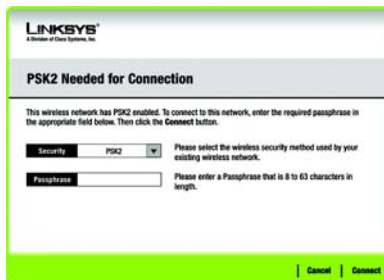 LINKSYS®
A Division of Cisco Systems, Inc.
PSK2 Needed for Connection
This wireless network has PSK2 enabled. To connect to this network, enter the required passphrase in
the appropriate field below. Then click the Connect button.
Security PSK2
Please select the wireless security method used by your
existing wireless network.
Passphrase
Please enter a Passphrase that is 8 to 63 characters in
length.
Cancel Connect